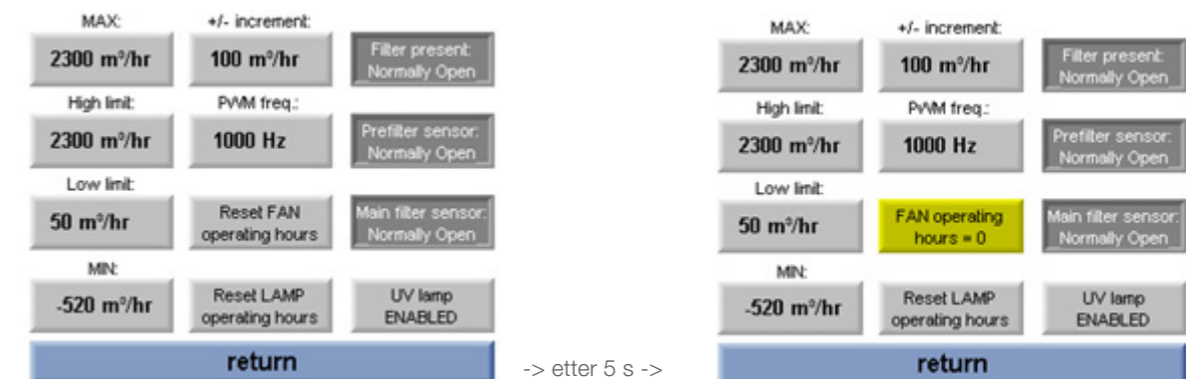 MAX: +/- increment:
2300 m³/hr 100 m³/hr Filter present:
Normally Open
High limit: PWM freq.:
2300 m³/hr 1000 Hz Prefilter sensor:
Normally Open
Low limit:
50 m³/hr Reset FAN
operating hours Main filter sensor:
Normally Open
MIN:
-520 m³/hr Reset LAMP
operating hours UV lamp
ENABLED
return
-> etter 5 s ->
MAX: +/- increment:
2300 m³/hr 100 m³/hr Filter present:
Normally Open
High limit: PWM freq.:
2300 m³/hr 1000 Hz Prefilter sensor:
Normally Open
Low limit:
50 m³/hr FAN operating
hours = 0 Main filter sensor:
Normally Open
MIN:
-520 m³/hr Reset LAMP
operating hours UV lamp
ENABLED
return